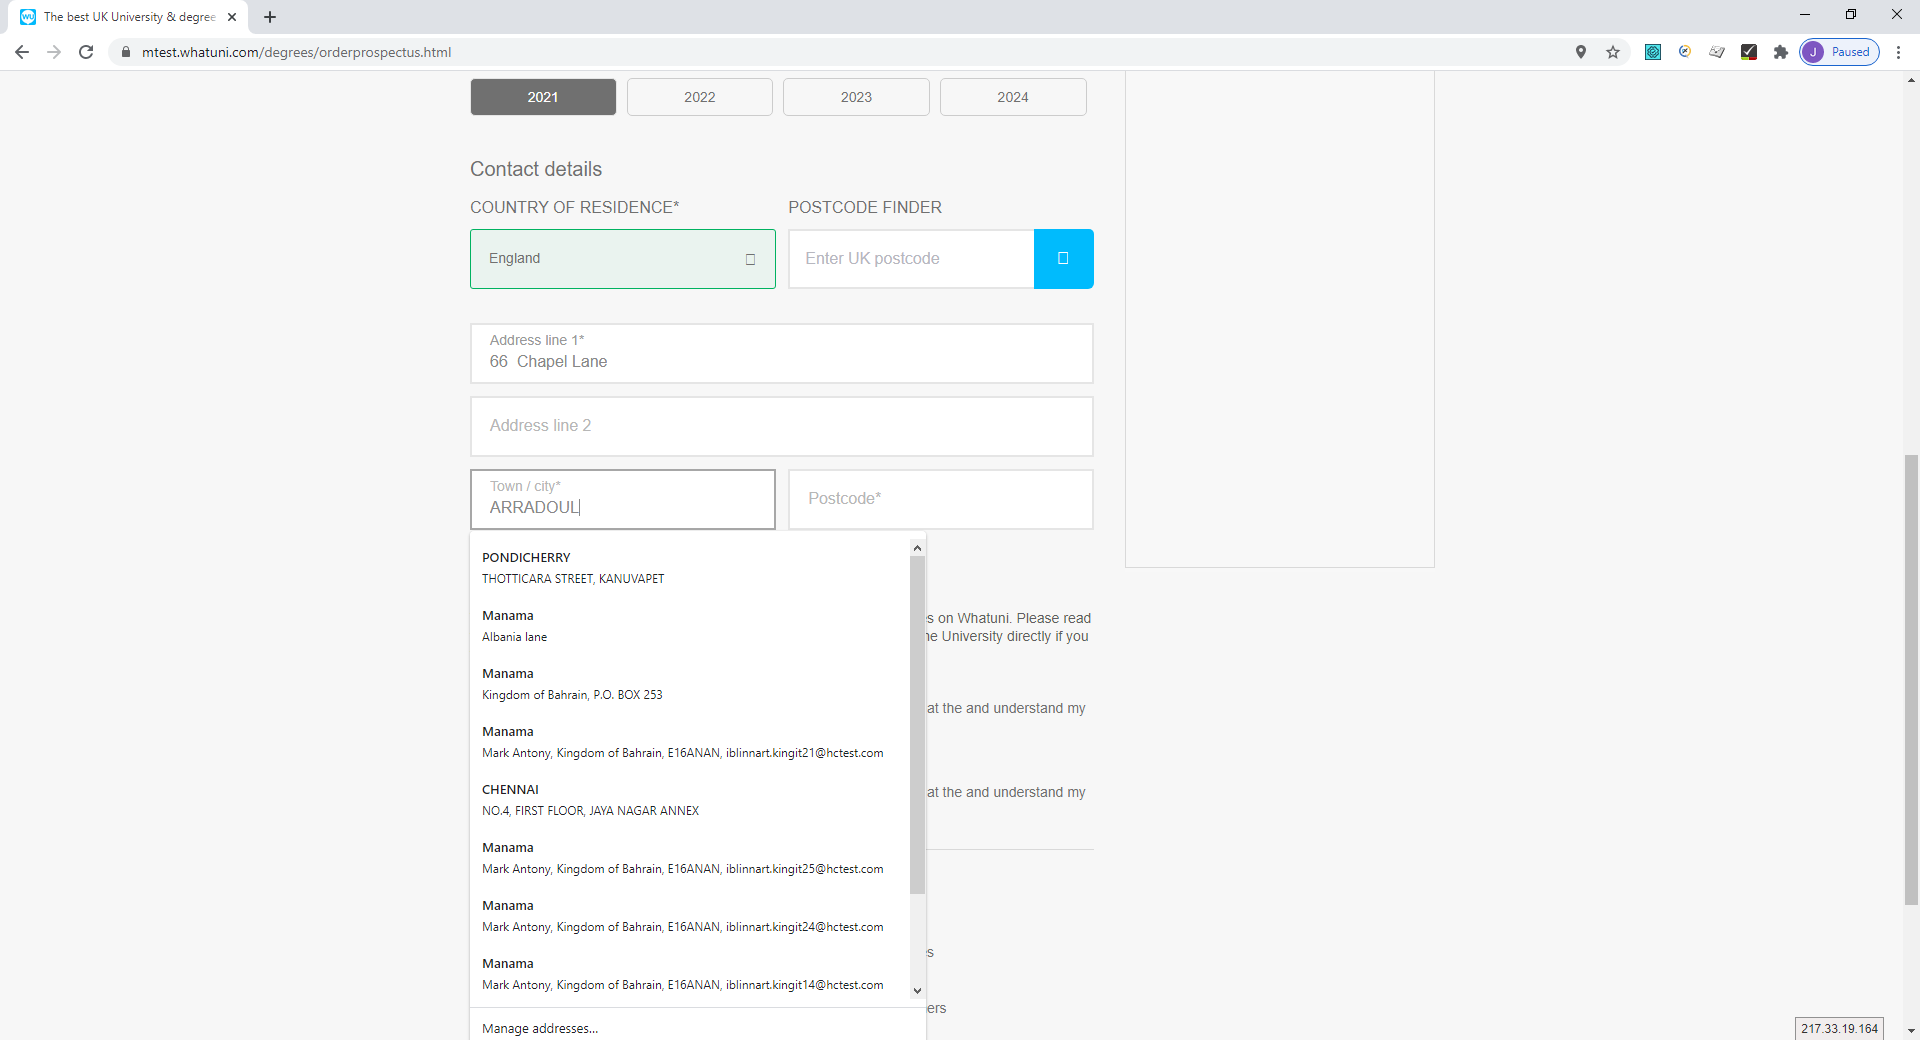 The best UK University & degree
mtest.whatuni.com/degrees/orderprospectus.html
J Paused
2021 2022 2023 2024
Contact details
COUNTRY OF RESIDENCE* POSTCODE FINDER
England Enter UK postcode
Address line 1*
66 Chapel Lane
Address line 2
Town / city*
ARRADOUL
Postcode*
PONDICHERRY
THOTTICARA STREET, KANUVAPET
s on Whatuni. Please read
Manama
Albania lane
he University directly if you
Manama
Kingdom of Bahrain, P.O. BOX 253
at the and understand my
Manama
Mark Antony, Kingdom of Bahrain, E16ANAN, iblinnart.kingit21@hctest.com
CHENNAI
NO.4, FIRST FLOOR, JAYA NAGAR ANNEX
at the and understand my
Manama
Mark Antony, Kingdom of Bahrain, E16ANAN, iblinnart.kingit25@hctest.com
Manama
Mark Antony, Kingdom of Bahrain, E16ANAN, iblinnart.kingit24@hctest.com
s
Manama
Mark Antony, Kingdom of Bahrain, E16ANAN, iblinnart.kingit14@hctest.com
ers
Manage addresses...
217.33.19.164